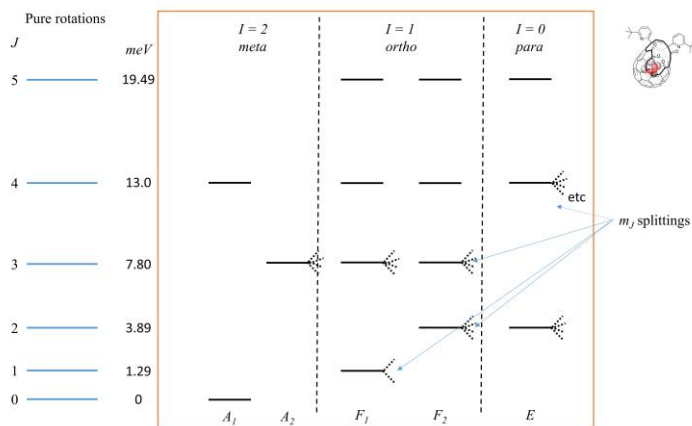 Pure rotations
J
meV
I = 2
meta
I = 1
ortho
I = 0
para
5
19.49
4
13.0
etc
mJ splittings
3
7.80
2
3.89
1
1.29
0
0
A1
A2
F1
F2
E